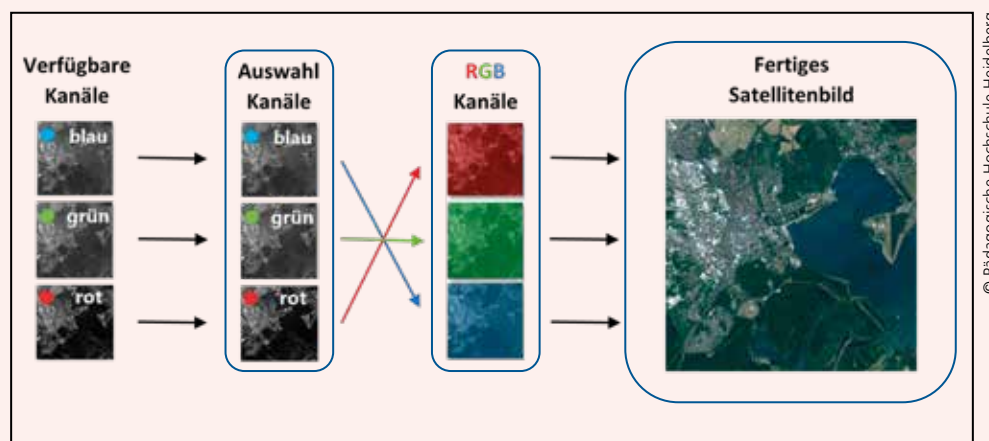 Verfügbare
Kanäle
blau
grün
rot
Auswahl
Kanäle
blau
grün
rot
RGB
Kanäle
Fertiges
Satellitenbild
© Pädagogische Hochschule Heidelberg